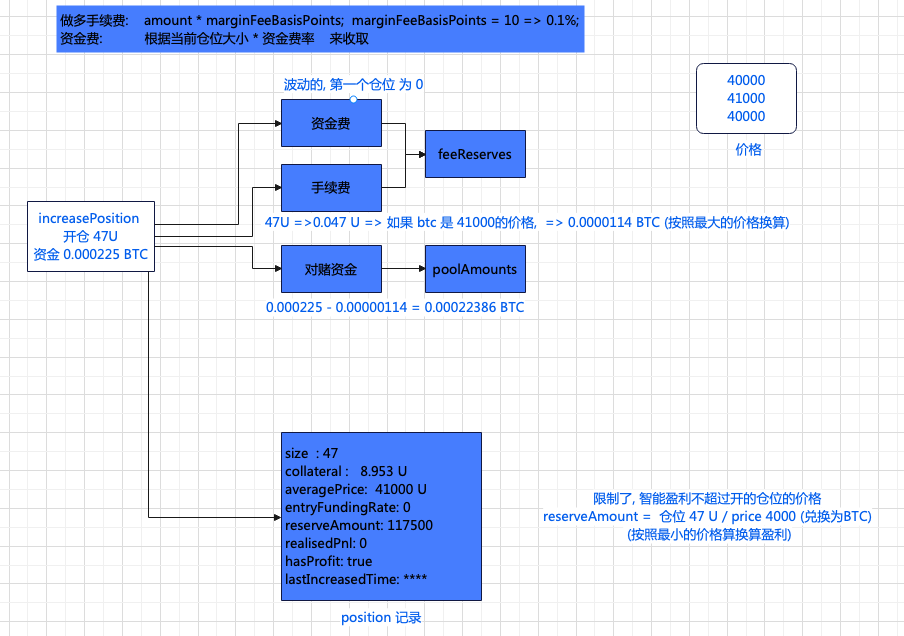 做多手续费: amount * marginFeeBasisPoints; marginFeeBasisPoints = 10 => 0.1%;
资金费: 根据当前仓位大小 * 资金费率 来收取
波动的, 第一个仓位 为 0
40000
41000
40000
价格
资金费
feeReserves
手续费
47U =>0.047 U => 如果 btc 是 41000的价格, => 0.0000114 BTC (按照最大的价格换算)
increasePosition
开仓 47U
资金 0.000225 BTC
对赌资金
poolAmounts
0.000225 - 0.00000114 = 0.00022386 BTC
size : 47
collateral : 8.953 U
averagePrice: 41000 U
entryFundingRate: 0
reserveAmount: 117500
realisedPnl: 0
hasProfit: true
lastIncreasedTime: ****
position 记录
限制了, 智能盈利不超过开的仓位的价格
reserveAmount = 仓位 47 U / price 4000 (兑换为BTC)
(按照最小的价格算换算盈利)